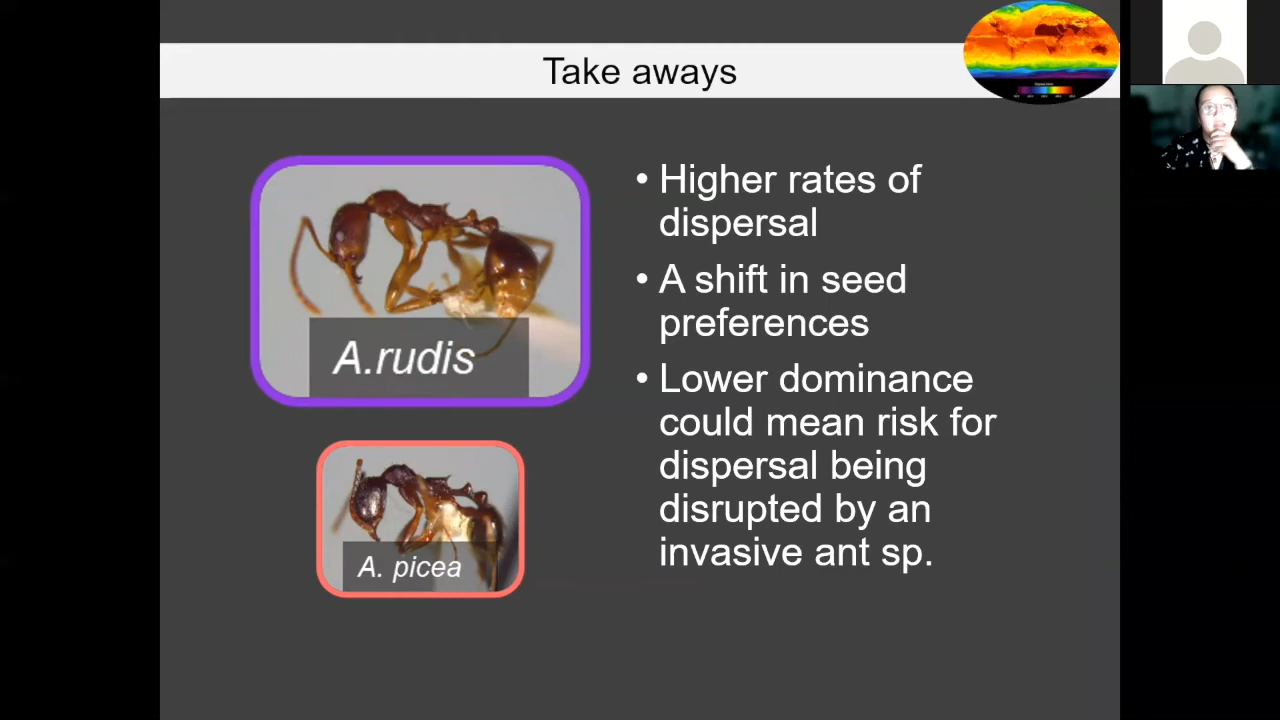 Take aways
A.rudis
A. picea
• Higher rates of
dispersal
• A shift in seed
preferences
• Lower dominance
could mean risk for
dispersal being
disrupted by an
invasive ant sp.